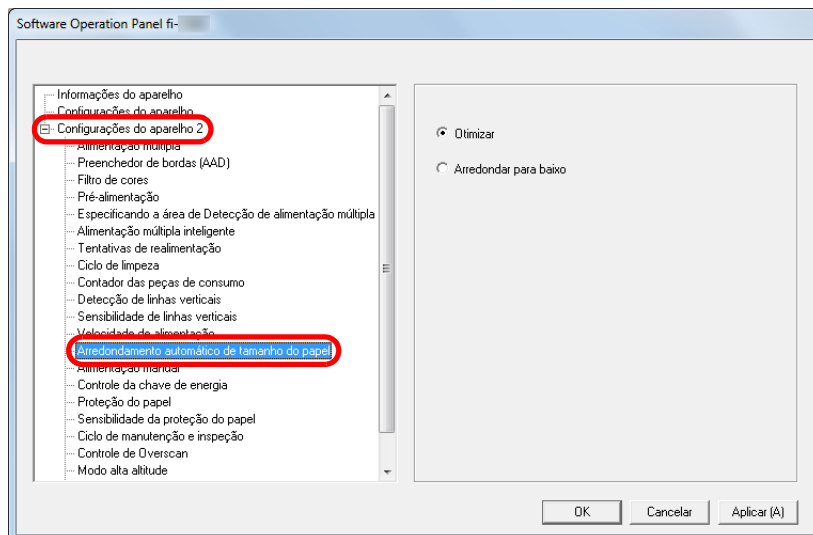 Software Operation Panel fi-
Informações do aparelho
Configurações do aparelho
Configurações do aparelho 2
Alimentação múltipla
Preenchedor de bordas (AAD)
Filtro de cores
Pré-alimentação
Especificando a área de Detecção de alimentação múltipla
Alimentação múltipla inteligente
Tentativas de realimentação
Ciclo de limpeza
Contador das peças de consumo
Detecção de linhas verticais
Sensibilidade de linhas verticais
Velocidade de alimentação
Arredondamento automático de tamanho do papel
Alimentação manual
Controle da chave de energia
Proteção do papel
Sensibilidade da proteção do papel
Ciclo de manutenção e inspeção
Controle de Overscan
Modo alta altitude
Otimizar
Arredondar para baixo
OK Cancelar Aplicar (A)